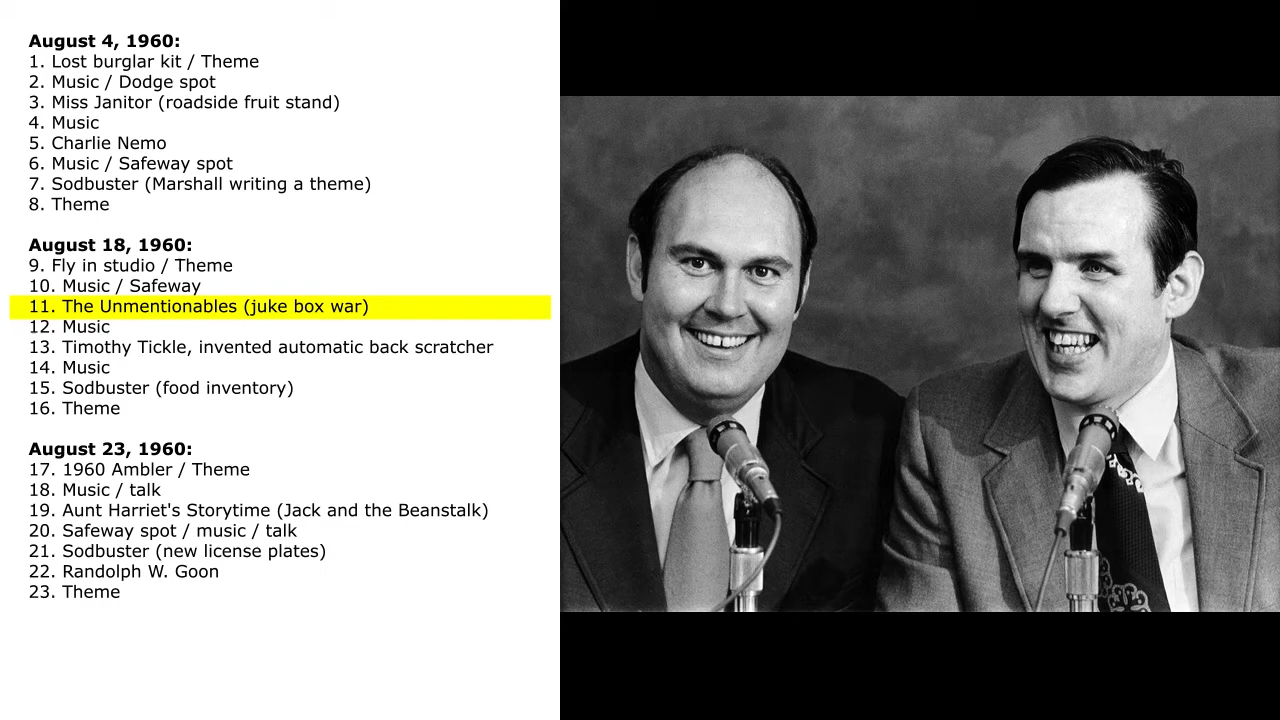 August 4, 1960:
1. Lost burglar kit / Theme
2. Music / Dodge spot
3. Miss Janitor (roadside fruit stand)
4. Music
5. Charlie Nemo
6. Music / Safeway spot
7. Sodbuster (Marshall writing a theme)
8. Theme
August 18, 1960:
9. Fly in studio / Theme
10. Music / Safeway
11. The Unmentionables (juke box war)
12. Music
13. Timothy Tickle, invented automatic back scratcher
14. Music
15. Sodbuster (food inventory)
16. Theme
August 23, 1960:
17. 1960 Ambler / Theme
18. Music / talk
19. Aunt Harriet's Storytime (Jack and the Beanstalk)
20. Safeway spot / music / talk
21. Sodbuster (new license plates)
22. Randolph W. Goon
23. Theme